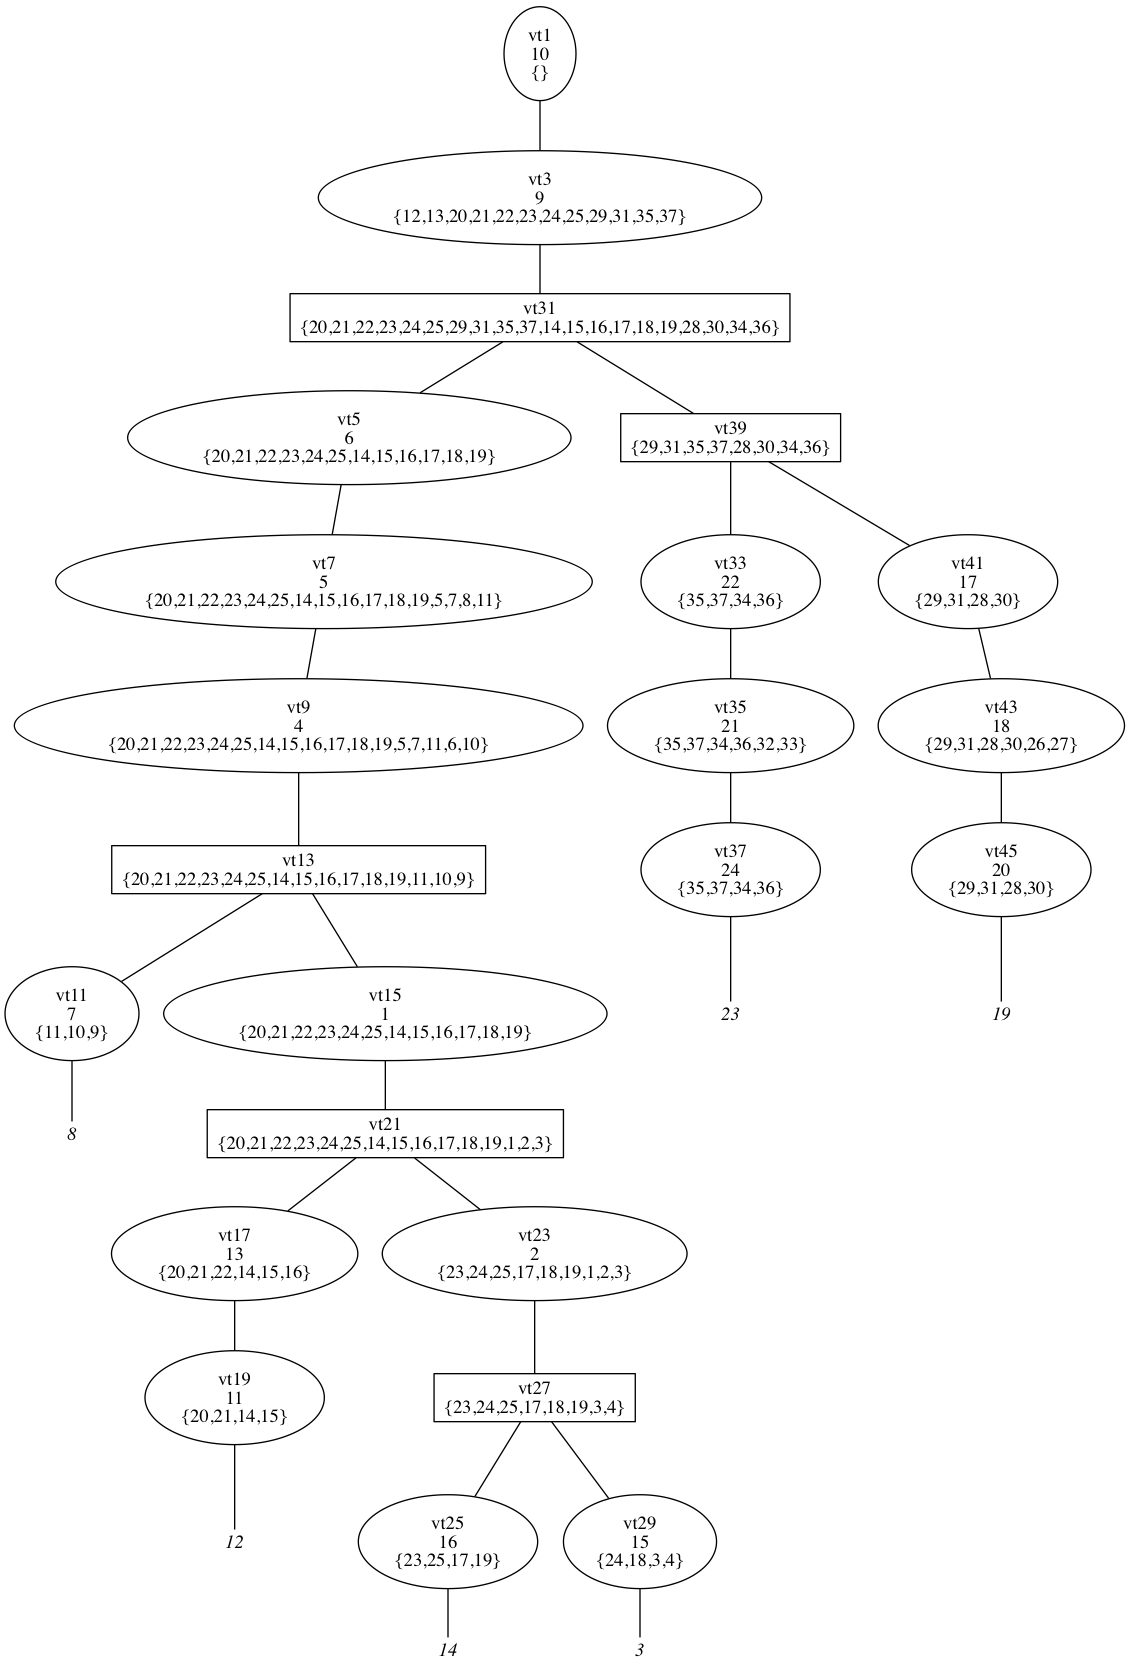 vt1
10
{}
vt3
9
{12,13,20,21,22,23,24,25,29,31,35,37}
vt31
{20,21,22,23,24,25,29,31,35,37,14,15,16,17,18,19,28,30,34,36}
vt5
6
{20,21,22,23,24,25,14,15,16,17,18,19}
vt39
{29,31,35,37,28,30,34,36}
vt7
5
{20,21,22,23,24,25,14,15,16,17,18,19,5,7,8,11}
vt33
22
{35,37,34,36}
vt41
17
{29,31,28,30}
vt9
4
{20,21,22,23,24,25,14,15,16,17,18,19,5,7,11,6,10}
vt35
21
{35,37,34,36,32,33}
vt43
18
{29,31,28,30,26,27}
vt13
{20,21,22,23,24,25,14,15,16,17,18,19,11,10,9}
vt37
24
{35,37,34,36}
vt45
20
{29,31,28,30}
vt11
7
{11,10,9}
vt15
1
{20,21,22,23,24,25,14,15,16,17,18,19}
23
19
8
vt21
{20,21,22,23,24,25,14,15,16,17,18,19,1,2,3}
vt17
13
{20,21,22,14,15,16}
vt23
2
{23,24,25,17,18,19,1,2,3}
vt19
11
{20,21,14,15}
vt27
{23,24,25,17,18,19,3,4}
12
vt25
16
{23,25,17,19}
vt29
15
{24,18,3,4}
14
3